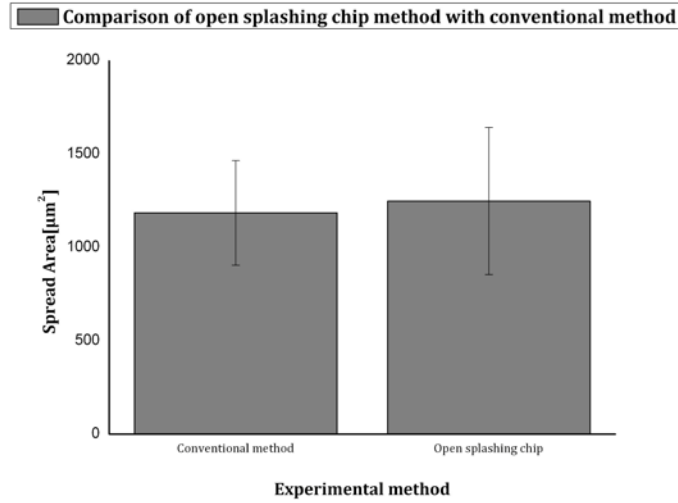 Comparison of open splashing chip method with conventional method
2000
1500
1000
500
0
Spread Area[μm²]
Conventional method
Open splashing chip
Experimental method